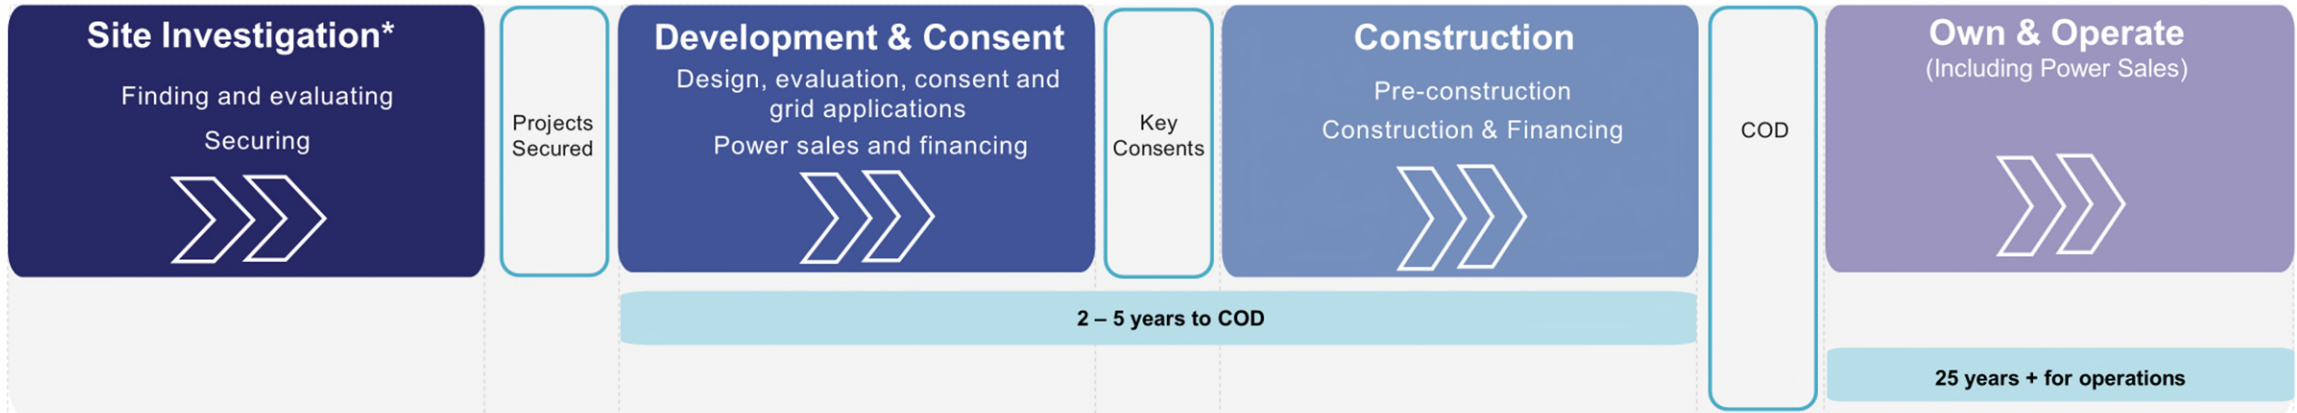 Site Investigation*
Finding and evaluating
Securing
Projects
Secured
Development & Consent
Design, evaluation, consent and
grid applications
Power sales and financing
Key
Consents
Construction
Pre-construction
Construction & Financing
COD
Own & Operate
(Including Power Sales)
2 – 5 years to COD
25 years + for operations